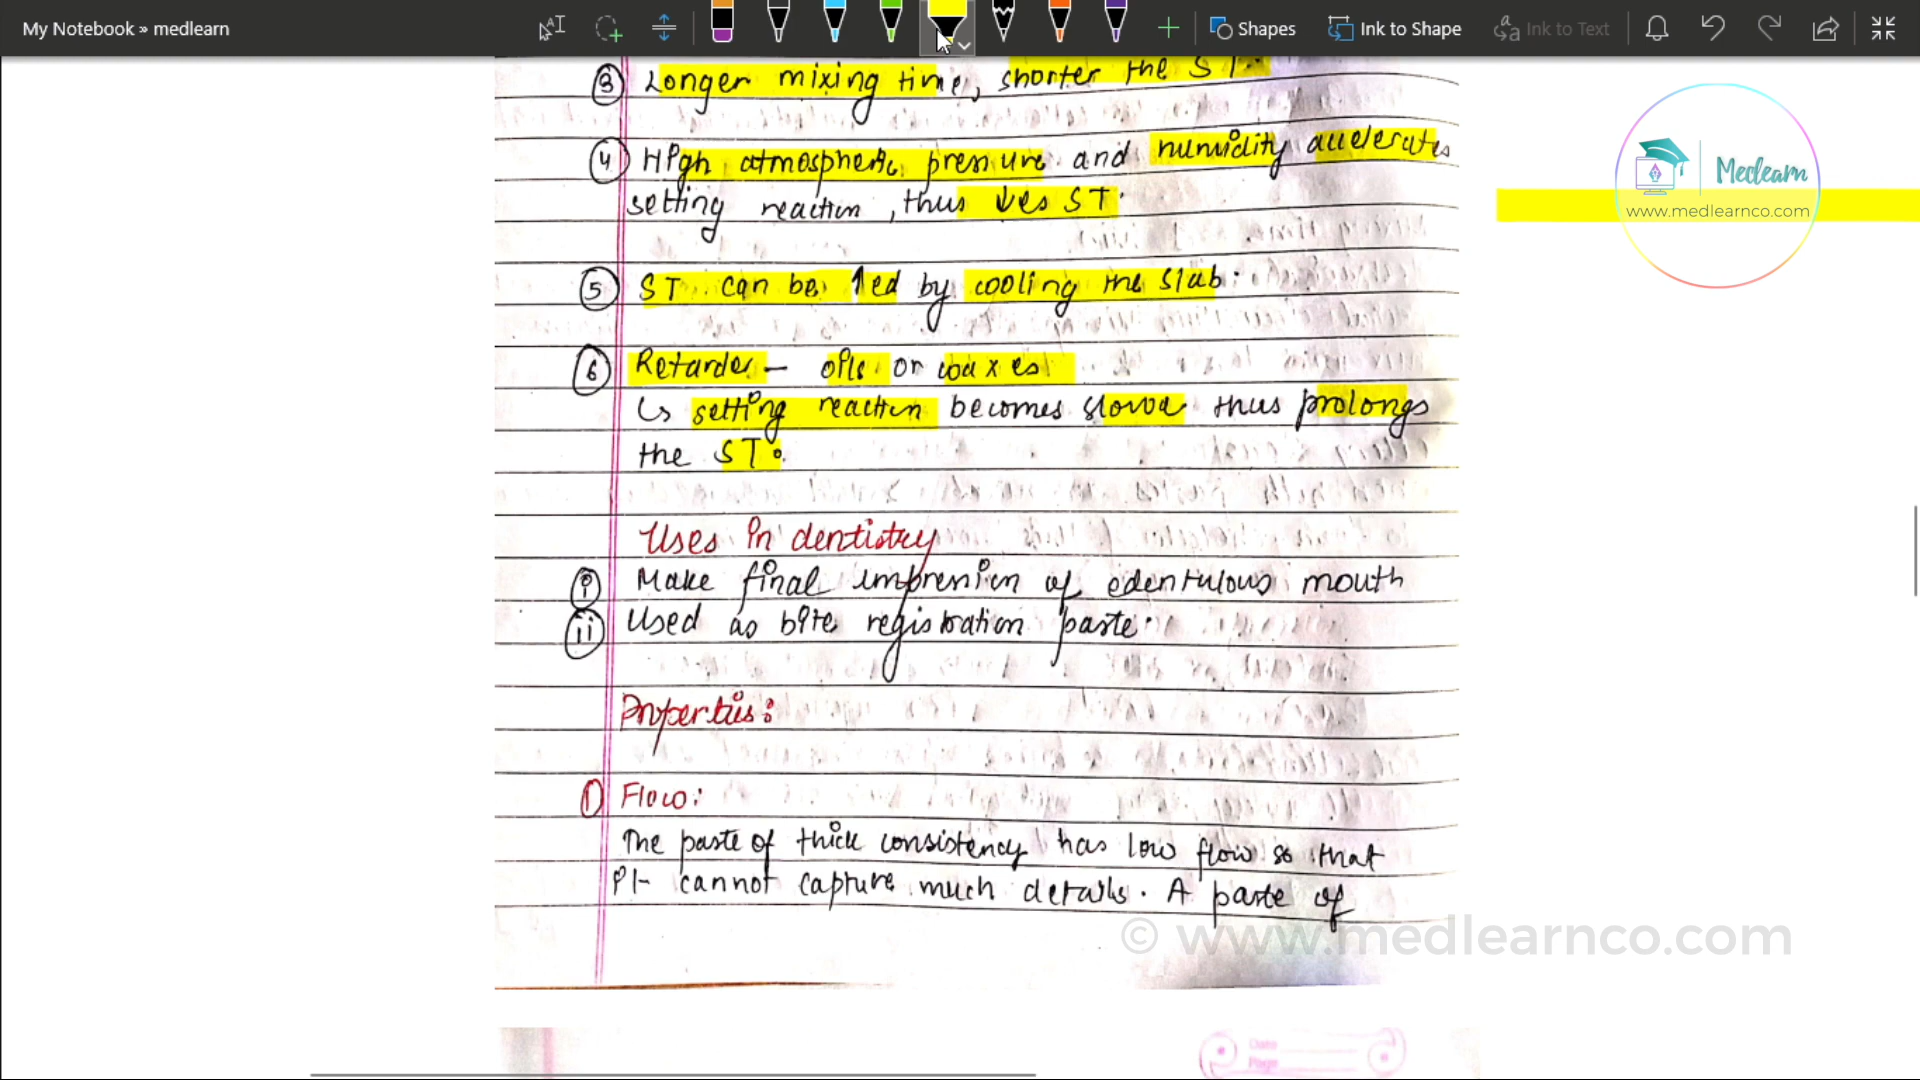 My Notebook » medlearn
Shapes
Ink to Shape
Ink to Text
3 Longer mixing time, shorter the ST.
4 High atmospheric pressure and humidity accelerates
setting reaction, thus ↓es ST.
5 ST can be ↑ed by cooling the slab.
6 Retarder - oils or waxes
↳ setting reaction becomes slower thus prolongs
the ST.
Uses in dentistry
i Make final impression of edentulous mouth
ii Used as bite registration paste.
Properties:
1 Flow:
The paste of thick consistency has low flow so that
it cannot capture much details. A paste of
Medlearn
www.medlearnco.com
© www.medlearnco.com
Date
Page